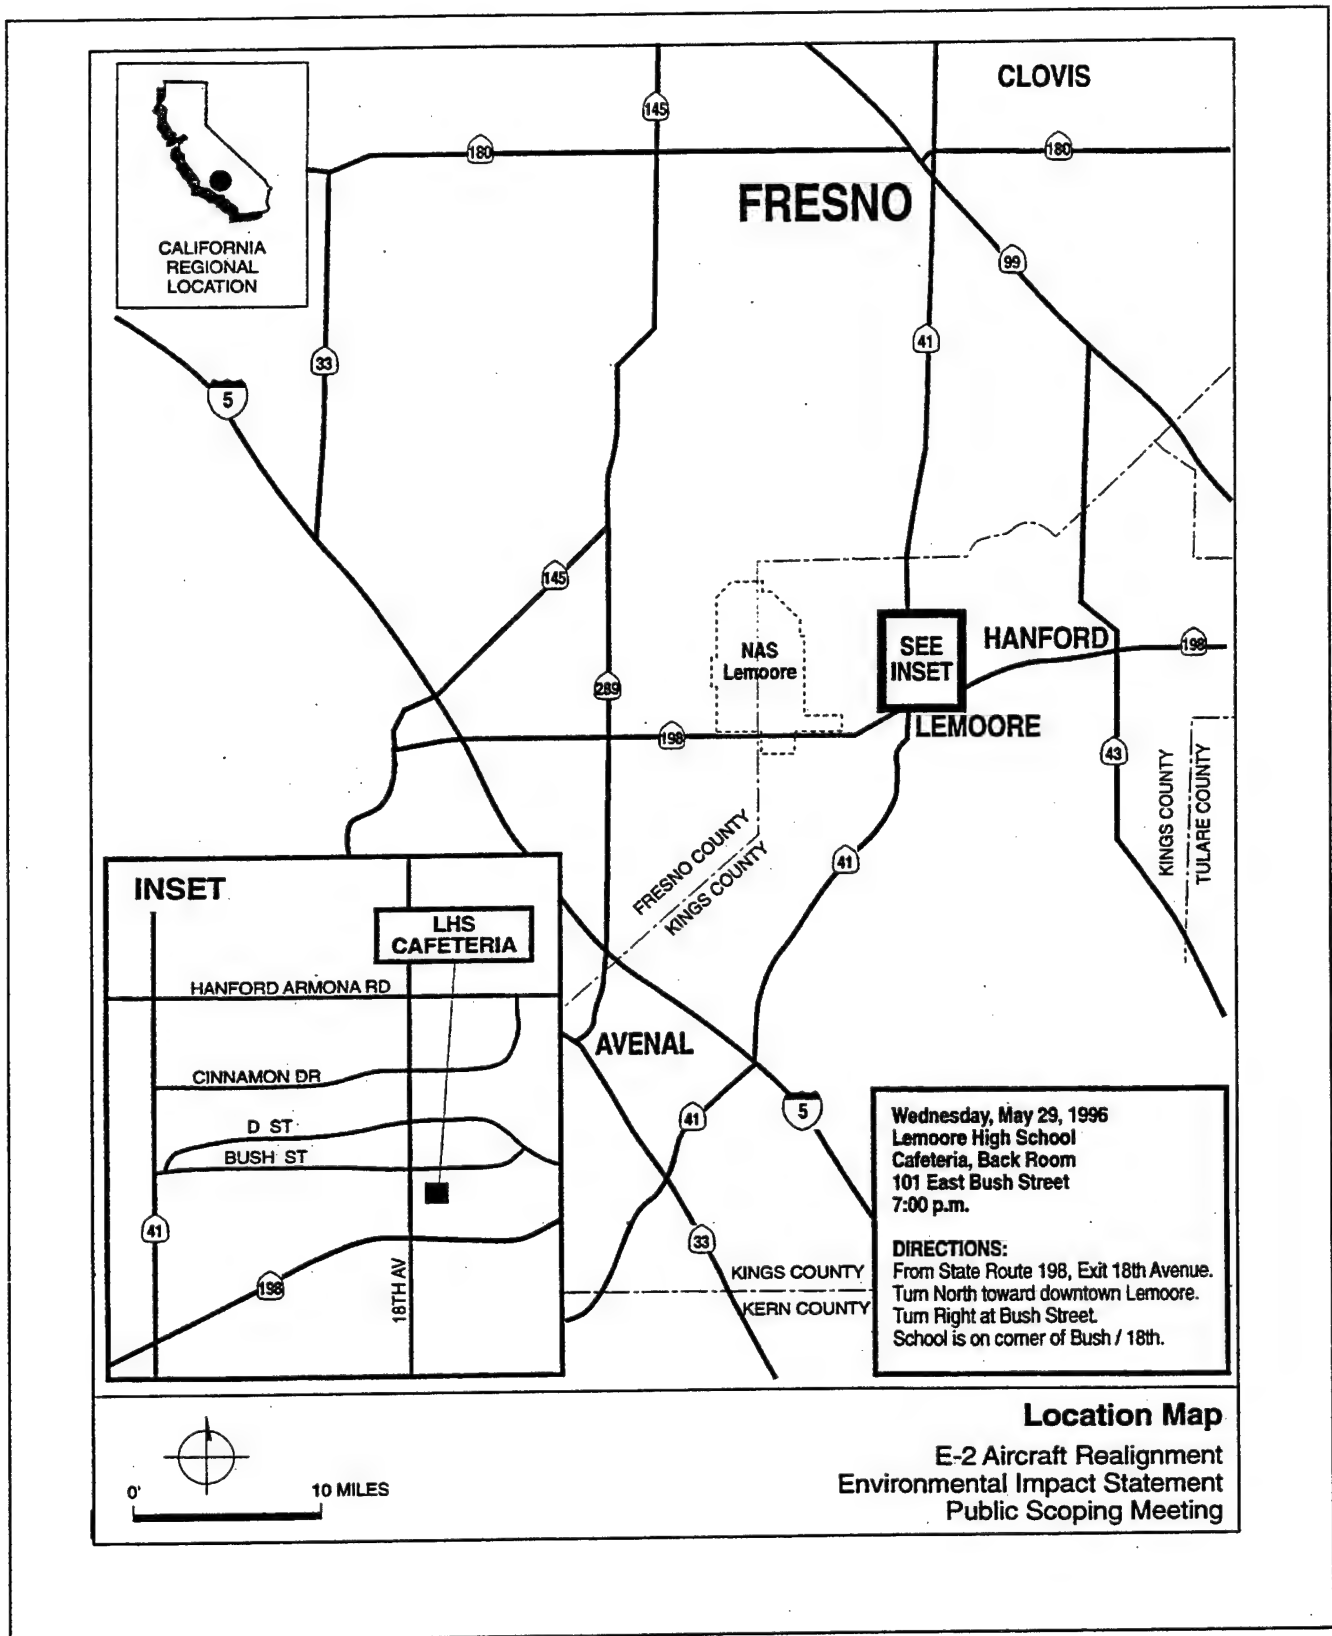 CLOVIS
145
180
180
FRESNO
CALIFORNIA
REGIONAL
LOCATION
99
41
33
5
145
NAS
Lemoore
SEE
INSET
HANFORD
198
289
198
LEMOORE
43
KINGS COUNTY
TULARE COUNTY
FRESNO COUNTY
KINGS COUNTY
41
INSET
LHS
CAFETERIA
HANFORD ARMONA RD
CINNAMON DR
D ST
BUSH ST
41
198
18TH AV
AVENAL
41
5
33
KINGS COUNTY
KERN COUNTY
Wednesday, May 29, 1996
Lemoore High School
Cafeteria, Back Room
101 East Bush Street
7:00 p.m.
DIRECTIONS:
From State Route 198, Exit 18th Avenue.
Turn North toward downtown Lemoore.
Turn Right at Bush Street.
School is on corner of Bush / 18th.
Location Map
E-2 Aircraft Realignment
Environmental Impact Statement
Public Scoping Meeting
0'
10 MILES